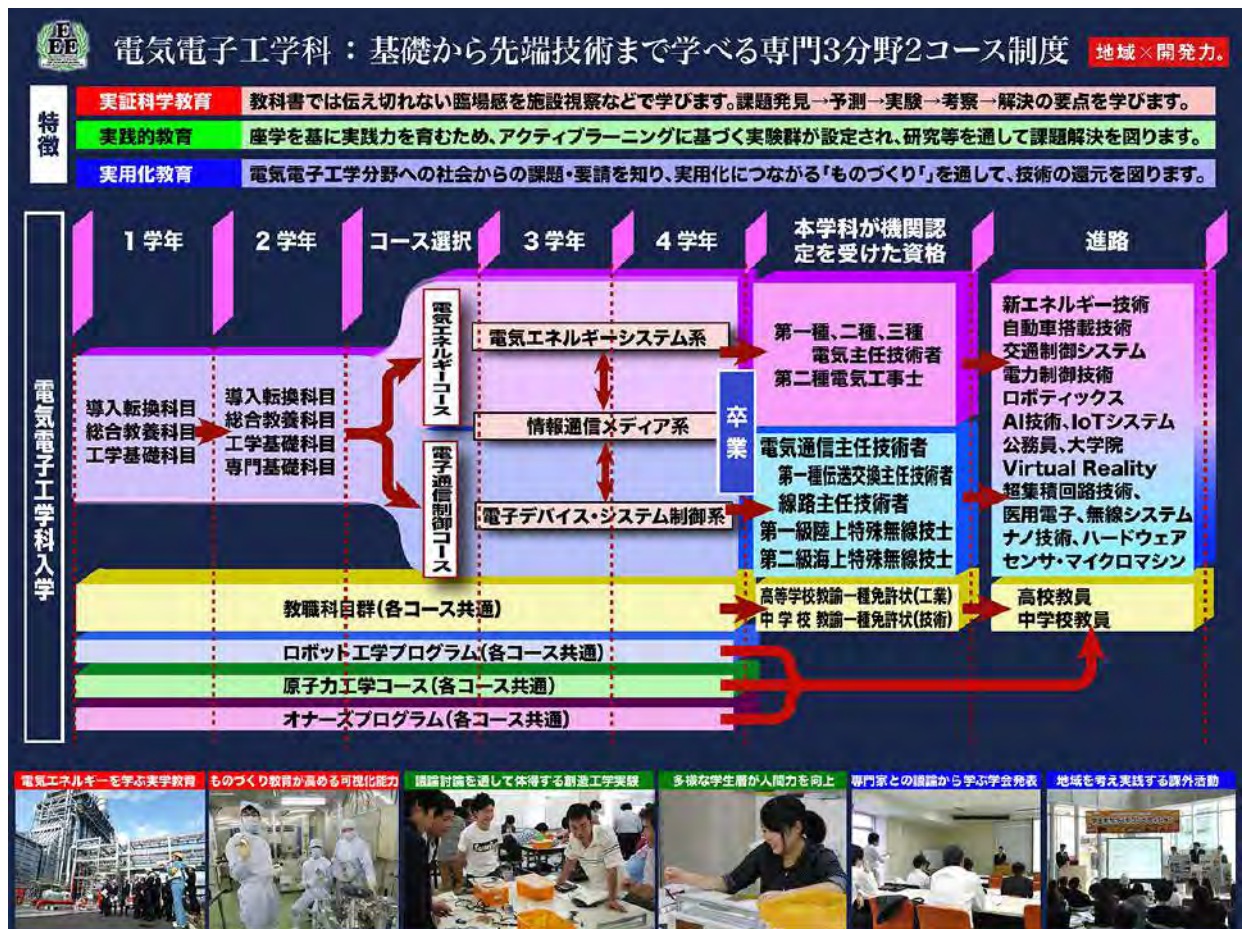 E
EEE
電気電子工学科：基礎から先端技術まで学べる専門3分野2コース制度
地域×開発力。
特徴
実証科学教育
教科書では伝え切れない臨場感を施設視察などで学びます。課題発見→予測→実験→考察→解決の要点を学びます。
実践的教育
座学を基に実践力を育むため、アクティブラーニングに基づく実験群が設定され、研究等を通して課題解決を図ります。
実用化教育
電気電子工学分野への社会からの課題・要請を知り、実用化につながる「ものづくり「」を通して、技術の還元を図ります。
電気電子工学科入学
1学年
2学年
コース選択
3学年
4学年
本学科が機関認
定を受けた資格
進路
導入転換科目
総合教養科目
工学基礎科目
導入転換科目
総合教養科目
工学基礎科目
専門基礎科目
電気エネルギーコース
電子通信制御コース
電気エネルギーシステム系
情報通信メディア系
電子デバイス・システム制御系
卒業
第一種、二種、三種
電気主任技術者
第二種電気工事士
電気通信主任技術者
第一種伝送交換主任技術者
線路主任技術者
第一級陸上特殊無線技士
第二級海上特殊無線技士
新エネルギー技術
自動車搭載技術
交通制御システム
電力制御技術
ロボティックス
AI技術、IoTシステム
公務員、大学院
Virtual Reality
超集積回路技術、
医用電子、無線システム
ナノ技術、ハードウェア
センサ・マイクロマシン
教職科目群（各コース共通）
高等学校教諭一種免許状（工業）
中学校 教諭一種免許状（技術）
高校教員
中学校教員
ロボット工学プログラム（各コース共通）
原子力工学コース（各コース共通）
オナーズプログラム（各コース共通）
電気エネルギーを学ぶ実学教育
ものづくり教育が高める可視化能力
議論討論を通して体得する創造工学実験
多様な学生層が人間力を向上
専門家との議論から学ぶ学会発表
地域を考え実践する課外活動